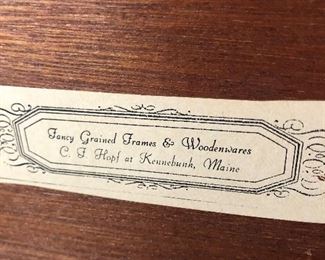 Fancy Grained Frames & Woodenwares
C. F. Hopf at Kennebunk, Maine